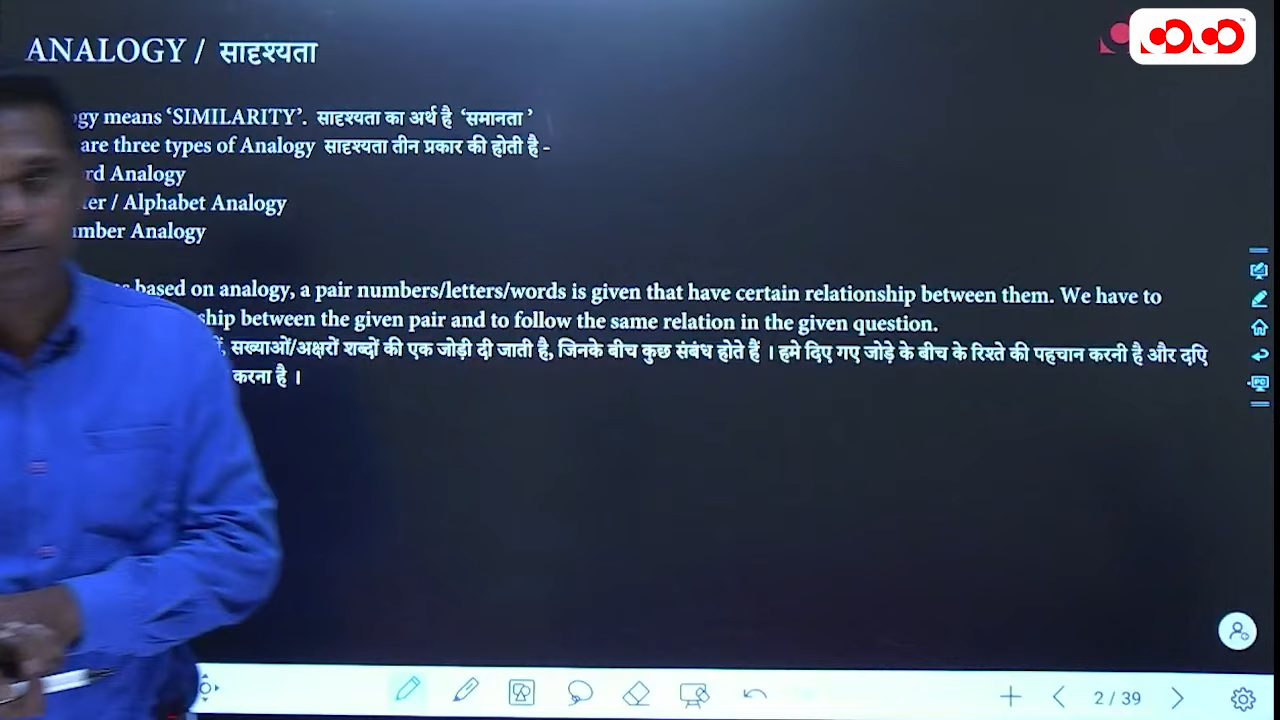 ANALOGY / सादृश्यता
ogy means ‘SIMILARITY’. सादृश्यता का अर्थ है ‘समानता ’
are three types of Analogy सादृश्यता तीन प्रकार की होती है -
rd Analogy
er / Alphabet Analogy
umber Analogy
based on analogy, a pair numbers/letters/words is given that have certain relationship between them. We have to
ship between the given pair and to follow the same relation in the given question.
सख्याओं/अक्षरों शब्दों की एक जोड़ी दी जाती है, जिनके बीच कुछ संबंध होते हैं । हमे दिए गए जोड़े के बीच के रिश्ते की पहचान करनी है और दिए
करना है ।
2 / 39